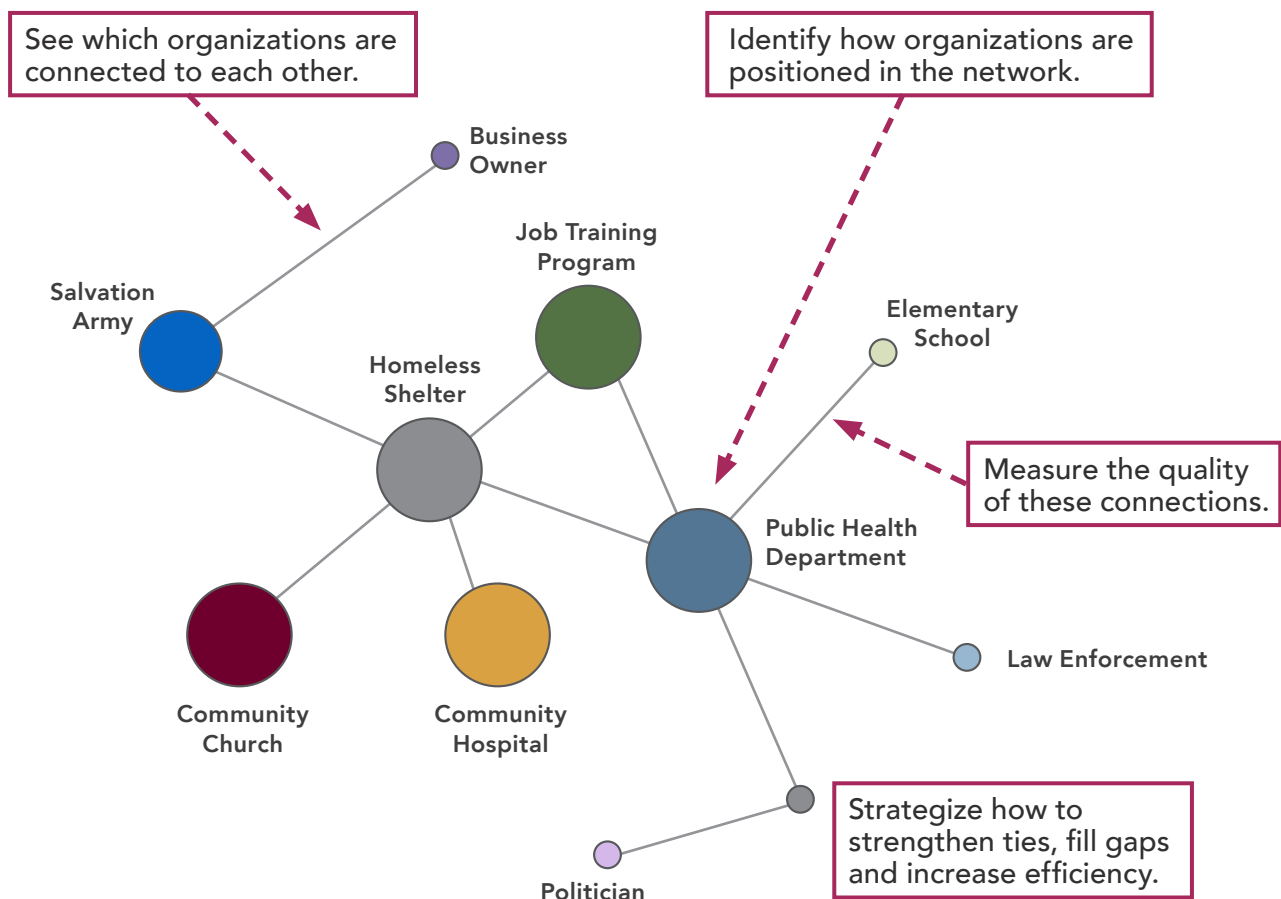 See which organizations are
connected to each other.
Identify how organizations are
positioned in the network.
Business
Owner
Job Training
Program
Salvation
Army
Elementary
School
Homeless
Shelter
Measure the quality
of these connections.
Public Health
Department
Law Enforcement
Community
Church
Community
Hospital
Strategize how to
strengthen ties, fill gaps
and increase efficiency.
Politician